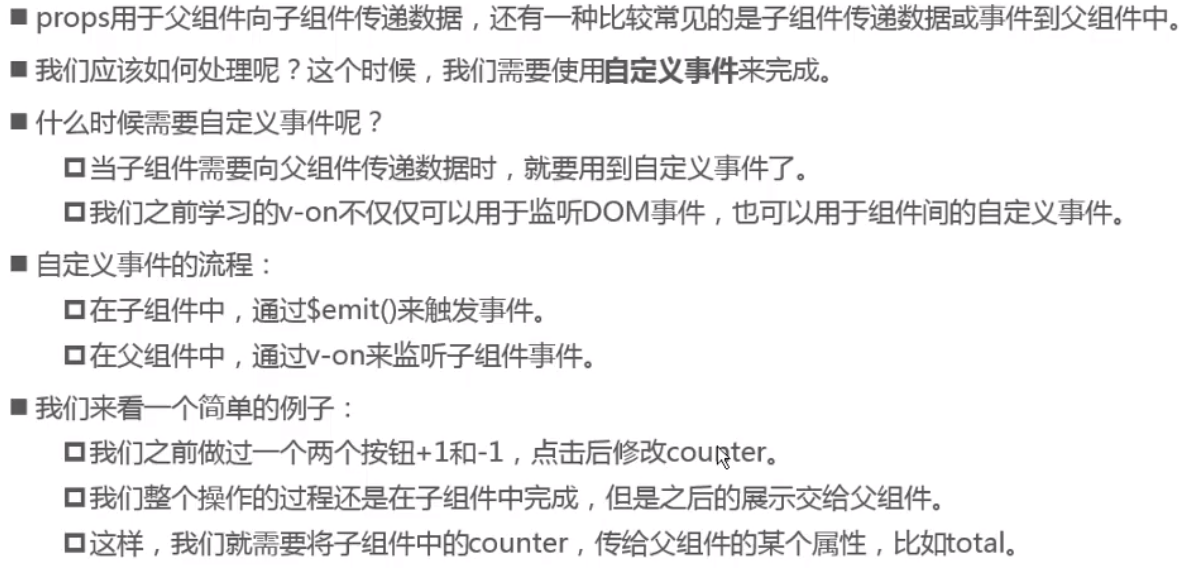 ■ props用于父组件向子组件传递数据，还有一种比较常见的是子组件传递数据或事件到父组件中。
■ 我们应该如何处理呢？这个时候，我们需要使用自定义事件来完成。
■ 什么时候需要自定义事件呢？
□ 当子组件需要向父组件传递数据时，就要用到自定义事件了。
□ 我们之前学习的v-on不仅仅可以用于监听DOM事件，也可以用于组件间的自定义事件。
■ 自定义事件的流程：
□ 在子组件中，通过$emit()来触发事件。
□ 在父组件中，通过v-on来监听子组件事件。
■ 我们来看一个简单的例子：
□ 我们之前做过一个两个按钮+1和-1，点击后修改counter。
□ 我们整个操作的过程还是在子组件中完成，但是之后的展示交给父组件。
□ 这样，我们就需要将子组件中的counter，传给父组件的某个属性，比如total。